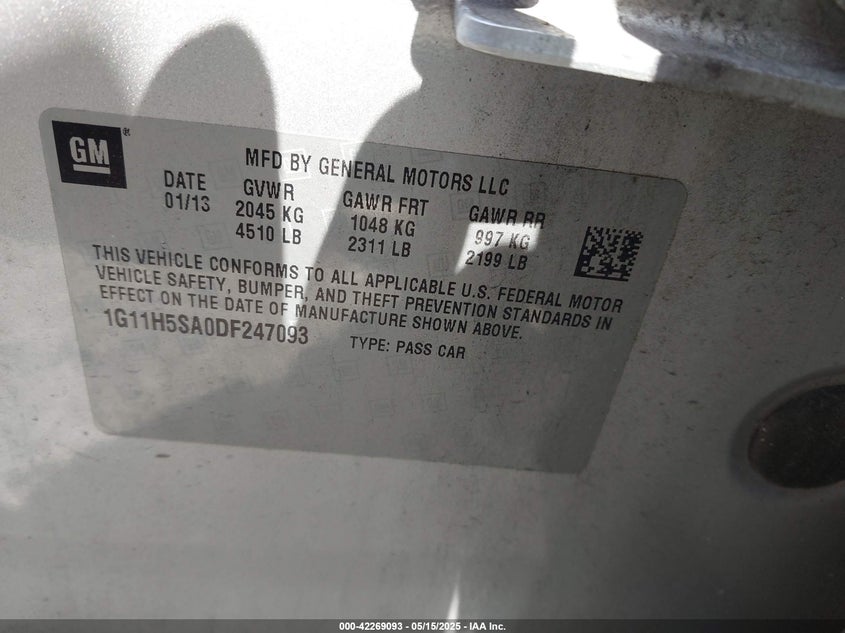 GM®
MFD BY GENERAL MOTORS LLC
DATE GVWR GAWR FRT GAWR RR
01/13 2045 KG 1048 KG 997 KG
4510 LB 2311 LB 2199 LB
THIS VEHICLE CONFORMS TO ALL APPLICABLE U.S. FEDERAL MOTOR
VEHICLE SAFETY, BUMPER, AND THEFT PREVENTION STANDARDS IN
EFFECT ON THE DATE OF MANUFACTURE SHOWN ABOVE.
1G11H5SA0DF247093 TYPE: PASS CAR
000-42269093 - 05/15/2025 - IAA Inc.